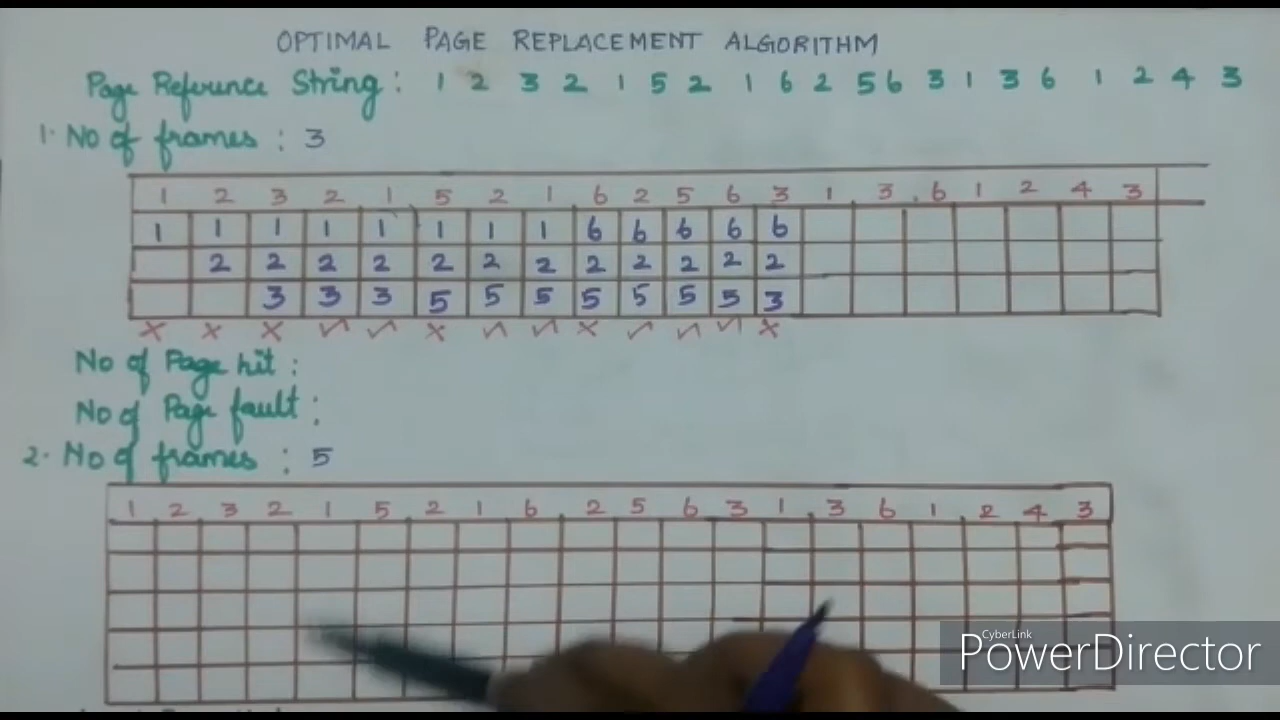 OPTIMAL PAGE REPLACEMENT ALGORITHM
Page Reference String: 1 2 3 2 1 5 2 1 6 2 5 6 3 1 3 6 1 2 4 3
1. No of frames : 3
1 2 3 2 1 5 2 1 6 2 5 6 3 1 3 6 1 2 4 3
1 1 1 1 1 1 1 1 6 6 6 6 6
2 2 2 2 2 2 2 2 2 2 2 2
3 3 3 5 5 5 5 5 5 5 3
x x x ✓ ✓ x ✓ ✓ x ✓ ✓ ✓ x
No of Page hit :
No of Page fault :
2. No of frames : 5
1 2 3 2 1 5 2 1 6 2 5 6 3 1 3 6 1 2 4 3
CyberLink
PowerDirector